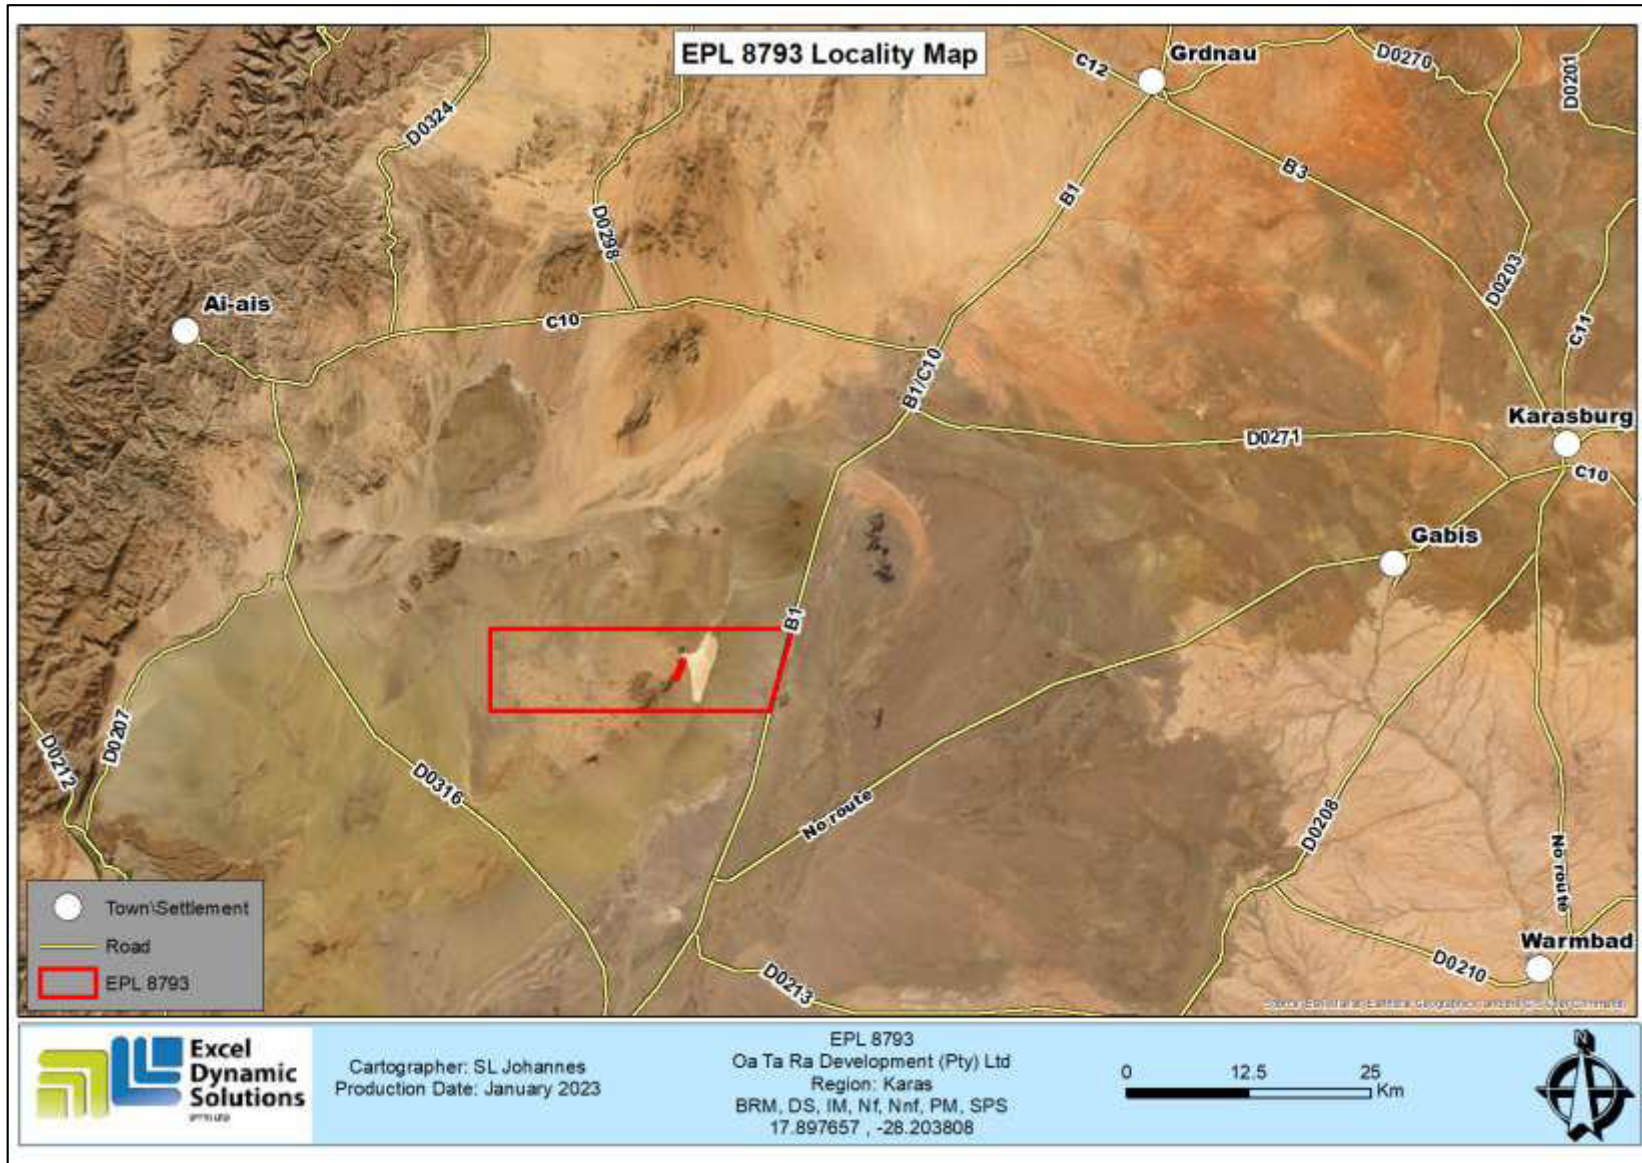 EPL 8793 Locality Map
Grdnau
C12
D0270
D0201
D0324
B3
B1
D0298
D0203
C11
Ai-ais
C10
B1/C10
Karasburg
D0271
C10
Gabis
B1
D0207
D0212
D0316
No route
D0208
No route
Warmbad
D0210
D0213
Town\Settlement
Road
EPL 8793
Excel
Dynamic
Solutions
Cartographer: SL Johannes
Production Date: January 2023
EPL 8793
Oa Ta Ra Development (Pty) Ltd
Region: Karas
BRM, DS, IM, Nf, Nnf, PM, SPS
17.897657 , -28.203808
0 12.5 25
Km
N